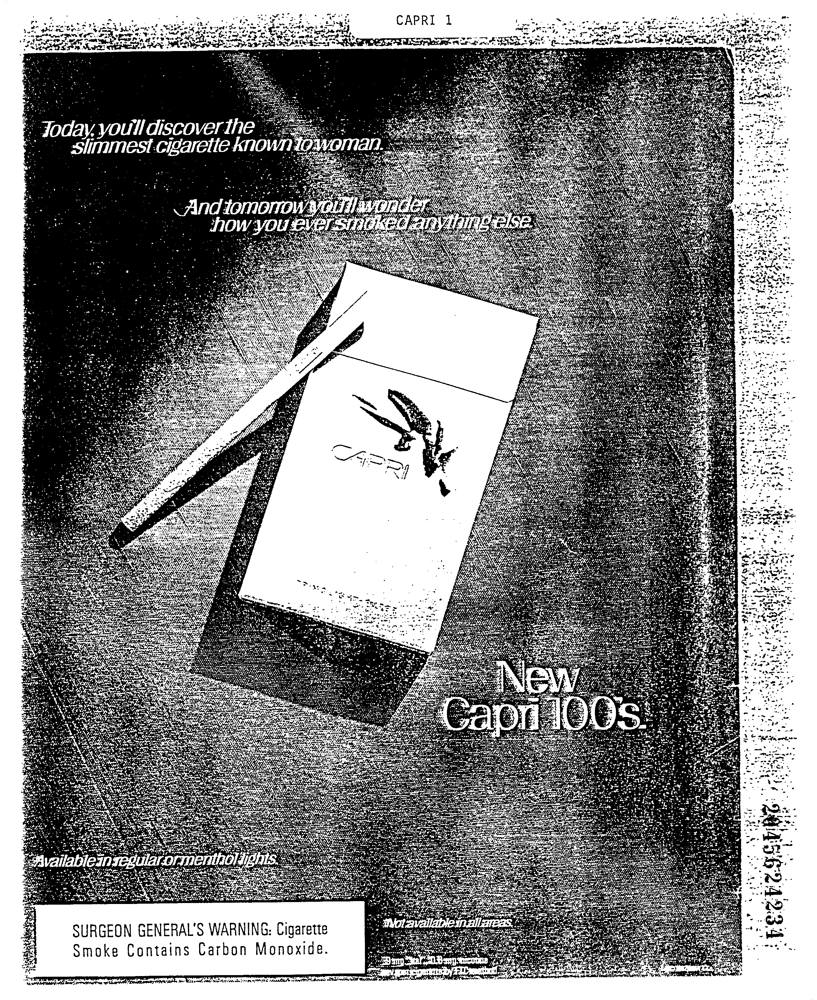 CAPRI 1
Today, you'll discover the
slimmest cigarette known to woman.
And tomorrow you'll wonder
how you ever smoked anything else.
CAPRI
New
Capri 100's.
Available in regular or menthol lights.
SURGEON GENERAL'S WARNING: Cigarette
Smoke Contains Carbon Monoxide.
Not available in all areas.
2045624234